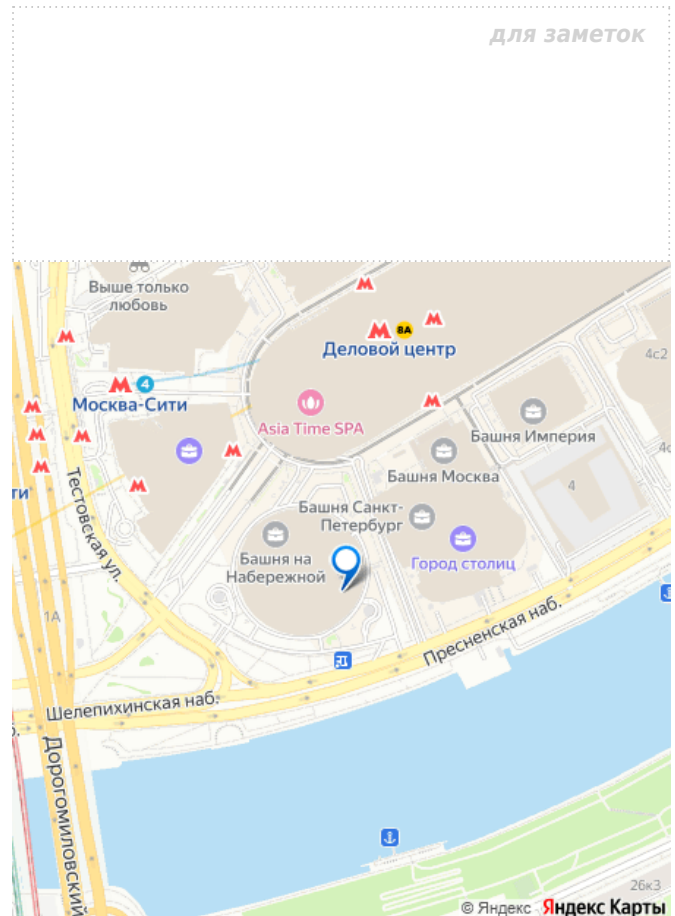 для заметок
Выше только
любовь
М
М
М
8А
Деловой центр
4с2
М
М
4
Москва-Сити
М
М
Asia Time SPA
М
Башня Империя
М
М
М
Башня Москва
4
ти
М
Тестовская ул.
Башня Санкт-
Петербург
Башня на
Набережной
Город столиц
1А
Пресненская наб.
Шелепихинская наб.
Дорогомиловский
26к3
© Яндекс Яндекс Карты